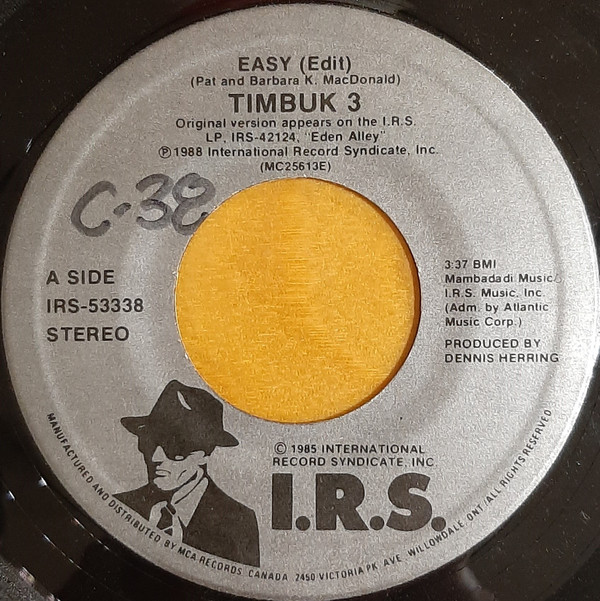 EASY (Edit)
(Pat and Barbara K. MacDonald)
TIMBUK 3
Original version appears on the I.R.S.
LP, IRS-42124, "Eden Alley"
Ⓟ1988 International Record Syndicate, Inc.
(MC25613E)
C-38
A SIDE
IRS-53338
STEREO
3:37 BMI
Mambadadi Music/
I.R.S. Music, Inc.
(Adm. by Atlantic
Music Corp.)
PRODUCED BY
DENNIS HERRING
© 1985 INTERNATIONAL
RECORD SYNDICATE, INC.
I.R.S.
MANUFACTURED AND DISTRIBUTED BY MCA RECORDS CANADA, 2450 VICTORIA PK. AVE. WILLOWDALE ONT./ALL RIGHTS RESERVED